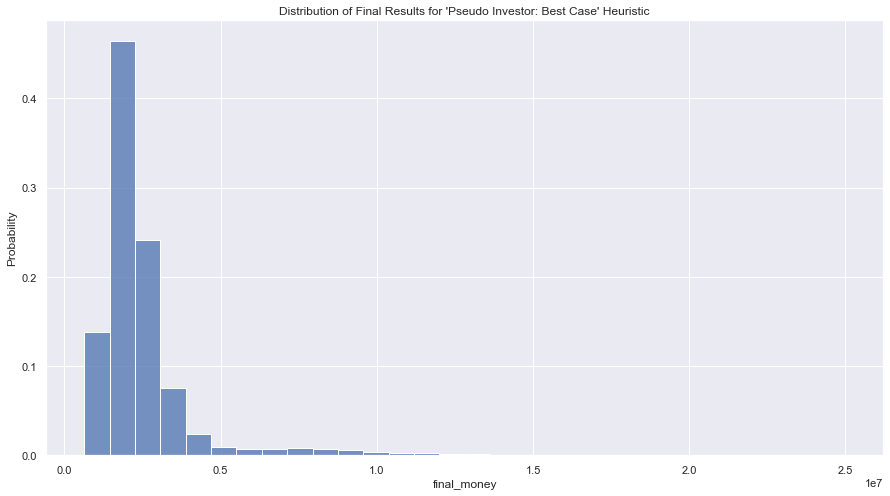 Distribution of Final Results for 'Pseudo Investor: Best Case' Heuristic
Probability
0.4
0.3
0.2
0.1
0.0
0.0 0.5 1.0 1.5 2.0 2.5
1e7
final_money